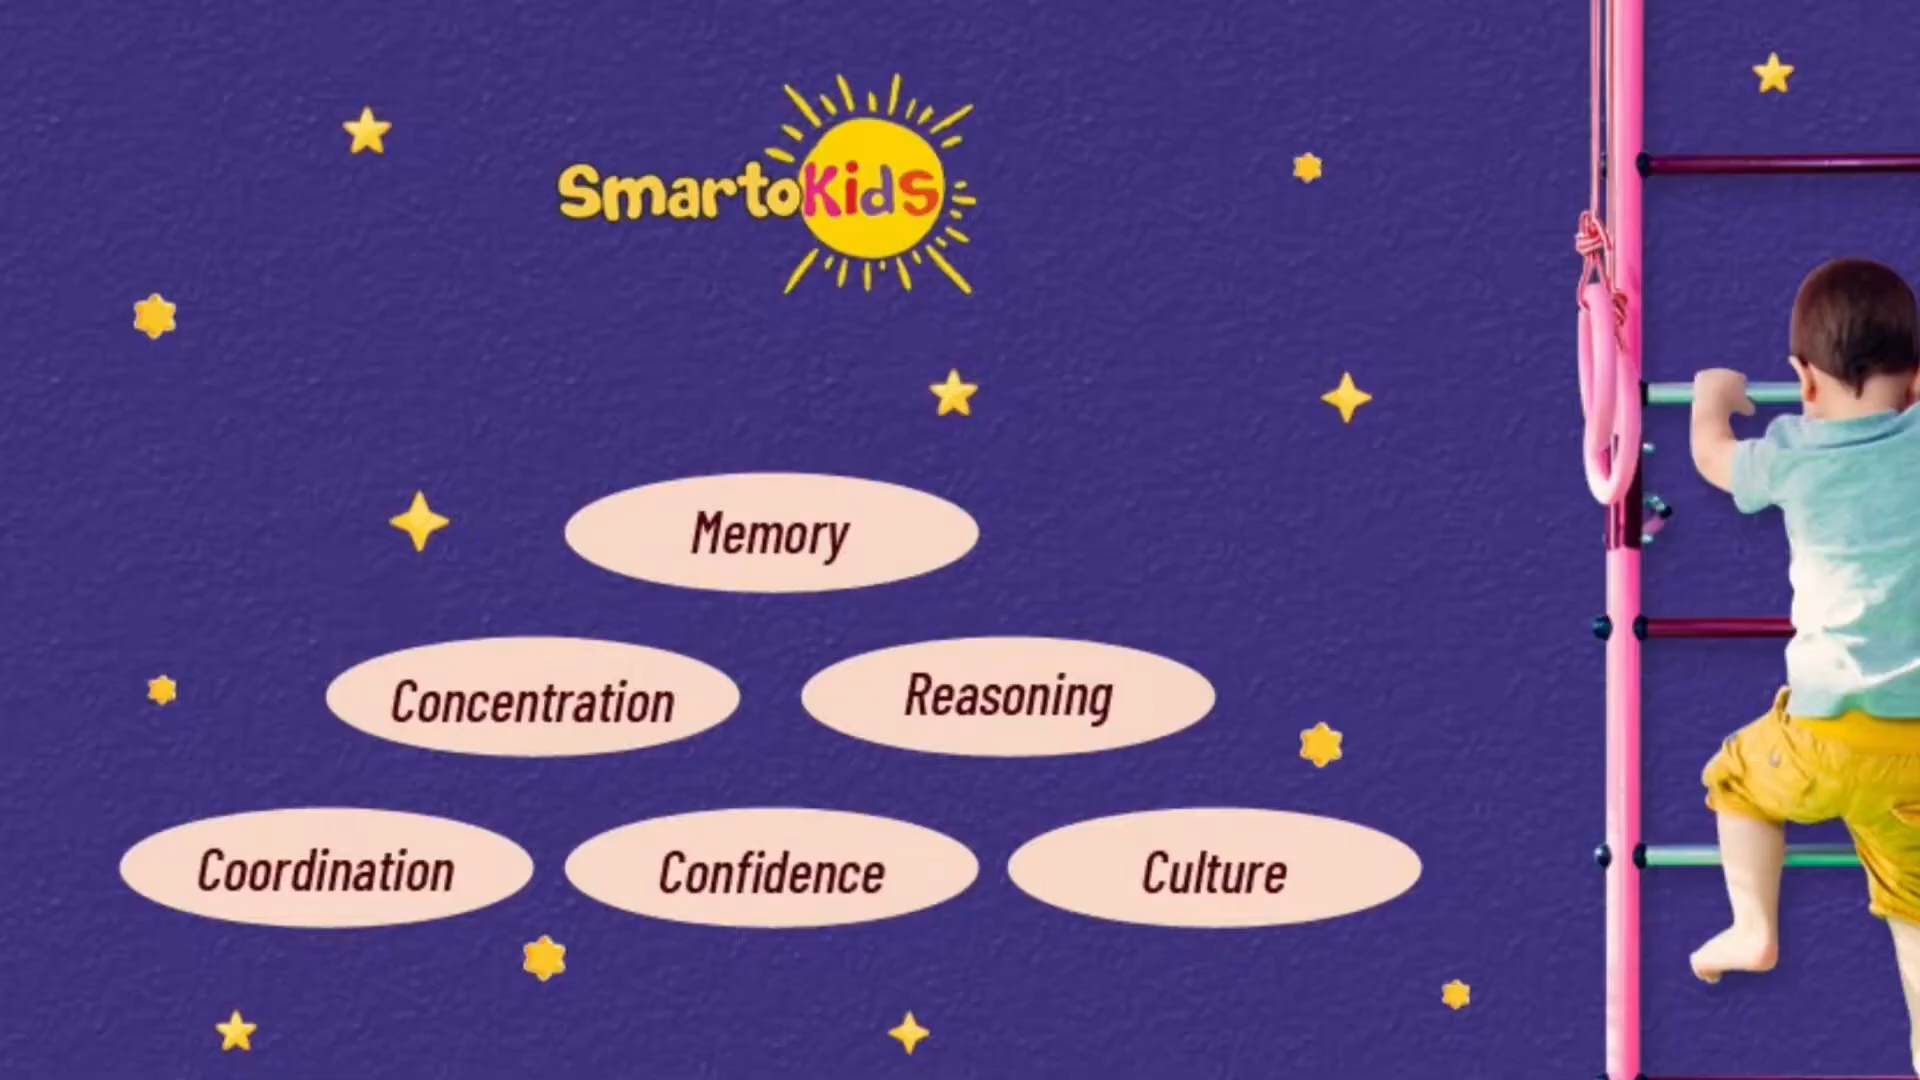 SmartoKids
Memory
Concentration
Reasoning
Coordination
Confidence
Culture